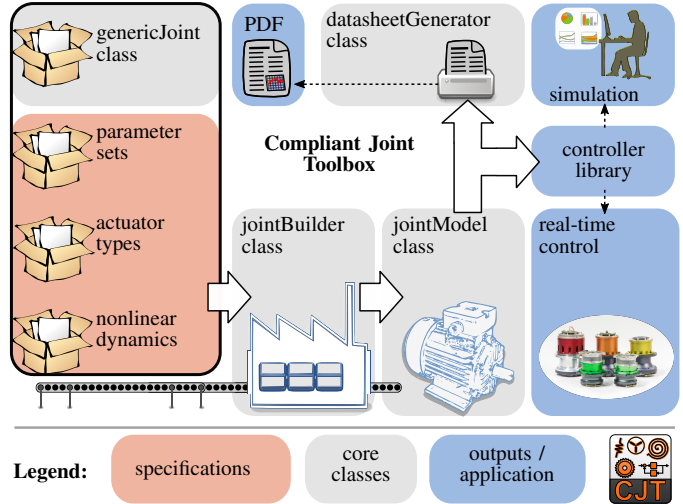 genericJoint
class
PDF
datasheetGenerator
class
simulation
parameter
sets
Compliant Joint
Toolbox
controller
library
actuator
types
jointBuilder
class
jointModel
class
real-time
control
nonlinear
dynamics
Legend:
specifications
core
classes
outputs /
application
CJT